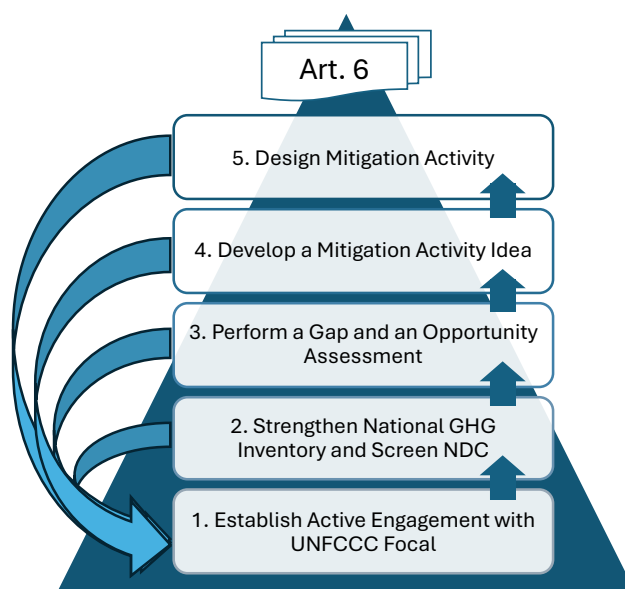 Art. 6
5. Design Mitigation Activity
4. Develop a Mitigation Activity Idea
3. Perform a Gap and an Opportunity
Assessment
2. Strengthen National GHG
Inventory and Screen NDC
1. Establish Active Engagement with
UNFCCC Focal